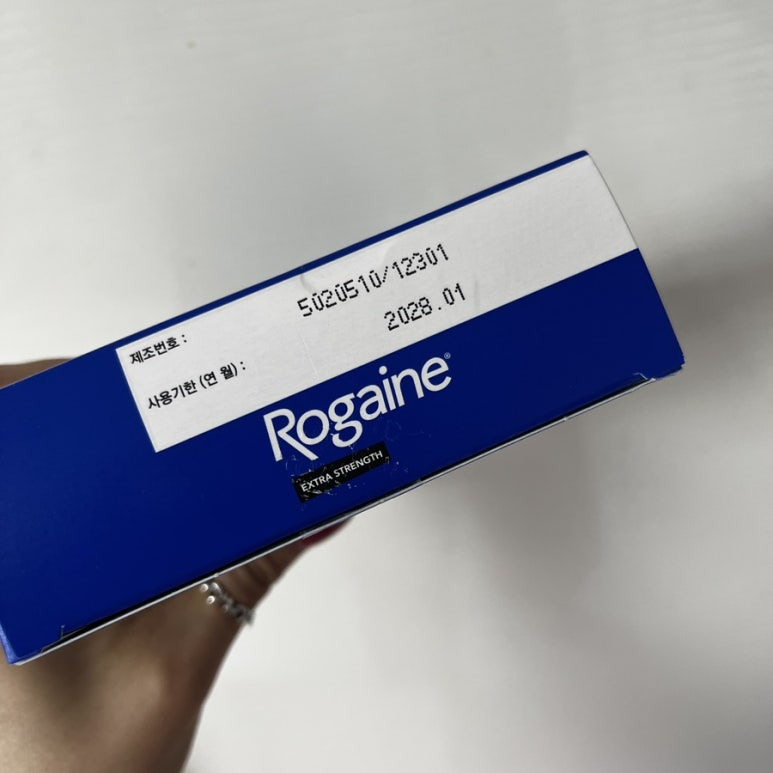 제조번호 : 5020510/12301
사용기한 (연 월) : 2028.01
Rogaine®
EXTRA STRENGTH